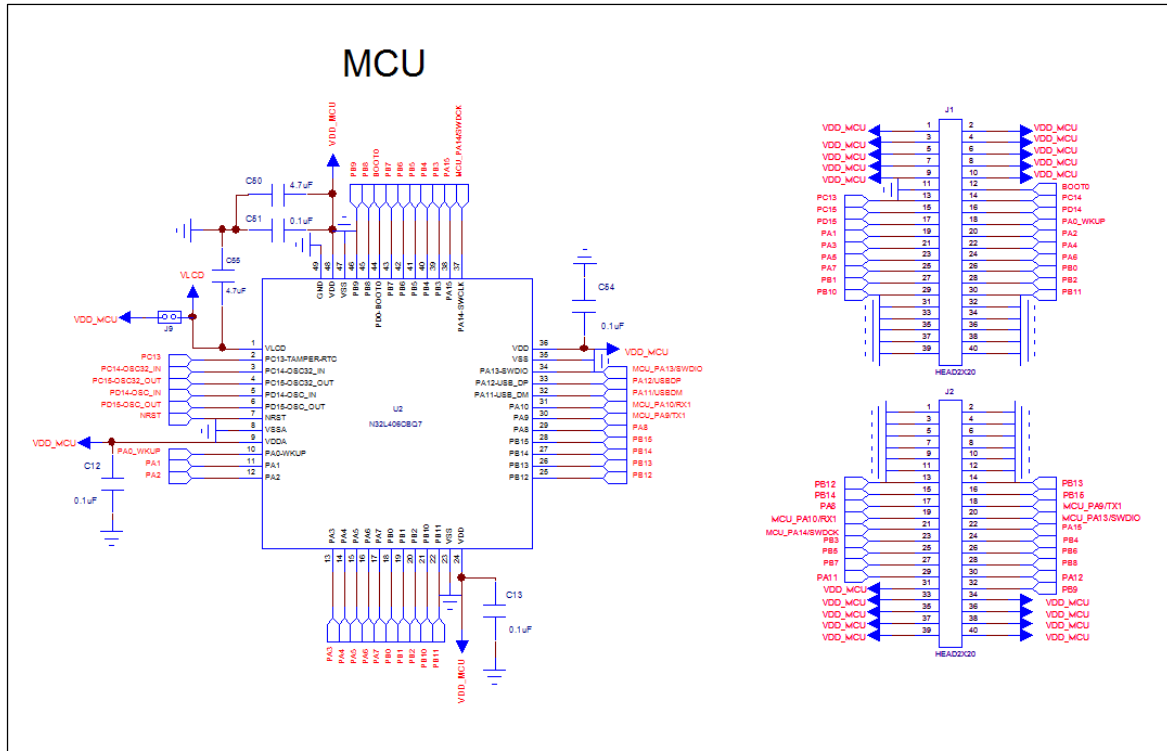 MCU
VDD_MCU
PB9
PB8
BOOT0
PB7
PB6
PB5
PB4
PB3
PA15
MCU_PA14/SWDCK
C50
4.7uF
C51
0.1uF
C55
4.7uF
VLCD
VDD_MCU
J9
49
48
47
46
45
44
43
42
41
40
39
38
37
GND
VDD
VSS
PB9
PB8
PD0-BOOT0
PB7
PB6
PB5
PB4
PB3
PA15
PA14-SWCLK
C54
0.1uF
VDD_MCU
1 VLCD
PC13 2 PC13-TAMPER-RTC
PC14-OSC32_IN 3 PC14-OSC32_IN
PC15-OSC32_OUT 4 PC15-OSC32_OUT
PD14-OSC_IN 5 PD14-OSC_IN
PD15-OSC_OUT 6 PD15-OSC_OUT
NRST 7 NRST
8 VSSA
VDD_MCU 9 VDDA
PA0_WKUP 10 PA0-WKUP
PA1 11 PA1
PA2 12 PA2
C12
0.1uF
U2
N32L406CBQ7
VDD 36
VSS 35
PA13-SWDIO 34 MCU_PA13/SWDIO
PA12-USB_DP 33 PA12/USBDP
PA11-USB_DM 32 PA11/USBDM
PA10 31 MCU_PA10/RX1
PA9 30 MCU_PA9/TX1
PA8 29 PA8
PB15 28 PB15
PB14 27 PB14
PB13 26 PB13
PB12 25 PB12
PA3
PA4
PA5
PA6
PA7
PB0
PB1
PB2
PB10
PB11
VSS
VDD
13
14
15
16
17
18
19
20
21
22
23
24
C13
0.1uF
PA3
PA4
PA5
PA6
PA7
PB0
PB1
PB2
PB10
PB11
VDD_MCU
J1
VDD_MCU 1 2 VDD_MCU
VDD_MCU 3 4 VDD_MCU
VDD_MCU 5 6 VDD_MCU
VDD_MCU 7 8 VDD_MCU
VDD_MCU 9 10 VDD_MCU
11 12 BOOT0
PC13 13 14 PC14
PC15 15 16 PD14
PD15 17 18 PA0_WKUP
PA1 19 20 PA2
PA3 21 22 PA4
PA5 23 24 PA6
PA7 25 26 PB0
PB1 27 28 PB2
PB10 29 30 PB11
31 32
33 34
35 36
37 38
39 40
HEAD2X20
J2
1 2
3 4
5 6
7 8
9 10
11 12
PB12 13 14 PB13
PB14 15 16 PB15
PA8 17 18 MCU_PA9/TX1
MCU_PA10/RX1 19 20 MCU_PA13/SWDIO
MCU_PA14/SWDCK 21 22 PA15
PB3 23 24 PB4
PB5 25 26 PB6
PB7 27 28 PB8
PA11 29 30 PA12
VDD_MCU 31 32 PB9
VDD_MCU 33 34 VDD_MCU
VDD_MCU 35 36 VDD_MCU
VDD_MCU 37 38 VDD_MCU
VDD_MCU 39 40 VDD_MCU
HEAD2X20